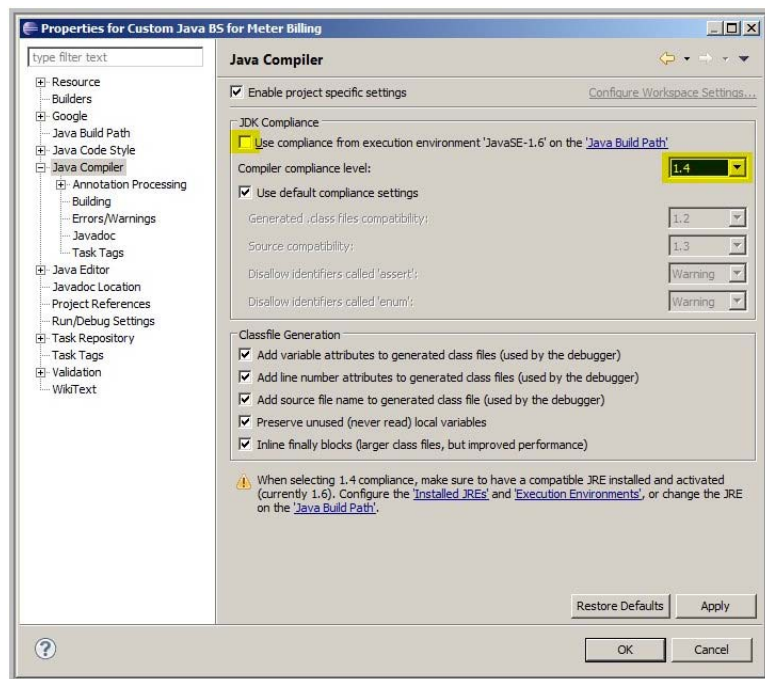 Properties for Custom Java BS for Meter Billing
type filter text
Resource
Builders
Google
Java Build Path
Java Code Style
Java Compiler
Annotation Processing
Building
Errors/Warnings
Javadoc
Task Tags
Java Editor
Javadoc Location
Project References
Run/Debug Settings
Task Repository
Task Tags
Validation
WikiText
Java Compiler
Enable project specific settings
Configure Workspace Settings...
JDK Compliance
Use compliance from execution environment 'JavaSE-1.6' on the 'Java Build Path'
Compiler compliance level: 1.4
Use default compliance settings
Generated .class files compatibility: 1.2
Source compatibility: 1.3
Disallow identifiers called 'assert': Warning
Disallow identifiers called 'enum': Warning
Classfile Generation
Add variable attributes to generated class files (used by the debugger)
Add line number attributes to generated class files (used by the debugger)
Add source file name to generated class file (used by the debugger)
Preserve unused (never read) local variables
Inline finally blocks (larger class files, but improved performance)
When selecting 1.4 compliance, make sure to have a compatible JRE installed and activated
(currently 1.6). Configure the 'Installed JREs' and 'Execution Environments', or change the JRE
on the 'Java Build Path'.
Restore Defaults
Apply
OK
Cancel